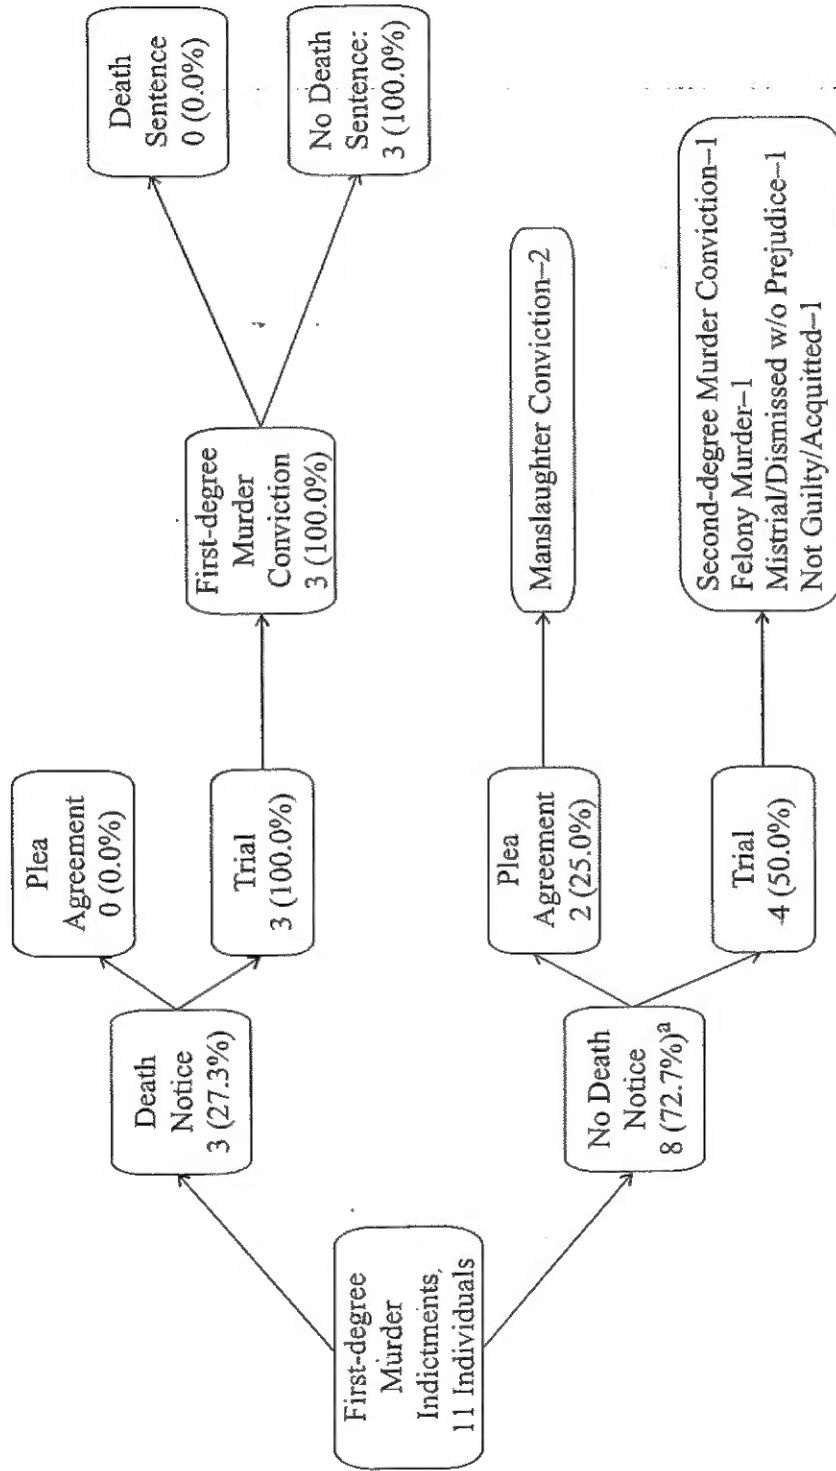 First-degree
Murder
Indictments,
11 Individuals
Death
Notice
3 (27.3%)
No Death
Notice
8 (72.7%)a
Plea
Agreement
0 (0.0%)
Trial
3 (100.0%)
Plea
Agreement
2 (25.0%)
Trial
4 (50.0%)
First-degree
Murder
Conviction
3 (100.0%)
Manslaughter Conviction–2
Second-degree Murder Conviction–1
Felony Murder–1
Mistrial/Dismissed w/o Prejudice–1
Not Guilty/Acquitted–1
Death
Sentence
0 (0.0%)
No Death
Sentence:
3 (100.0%)